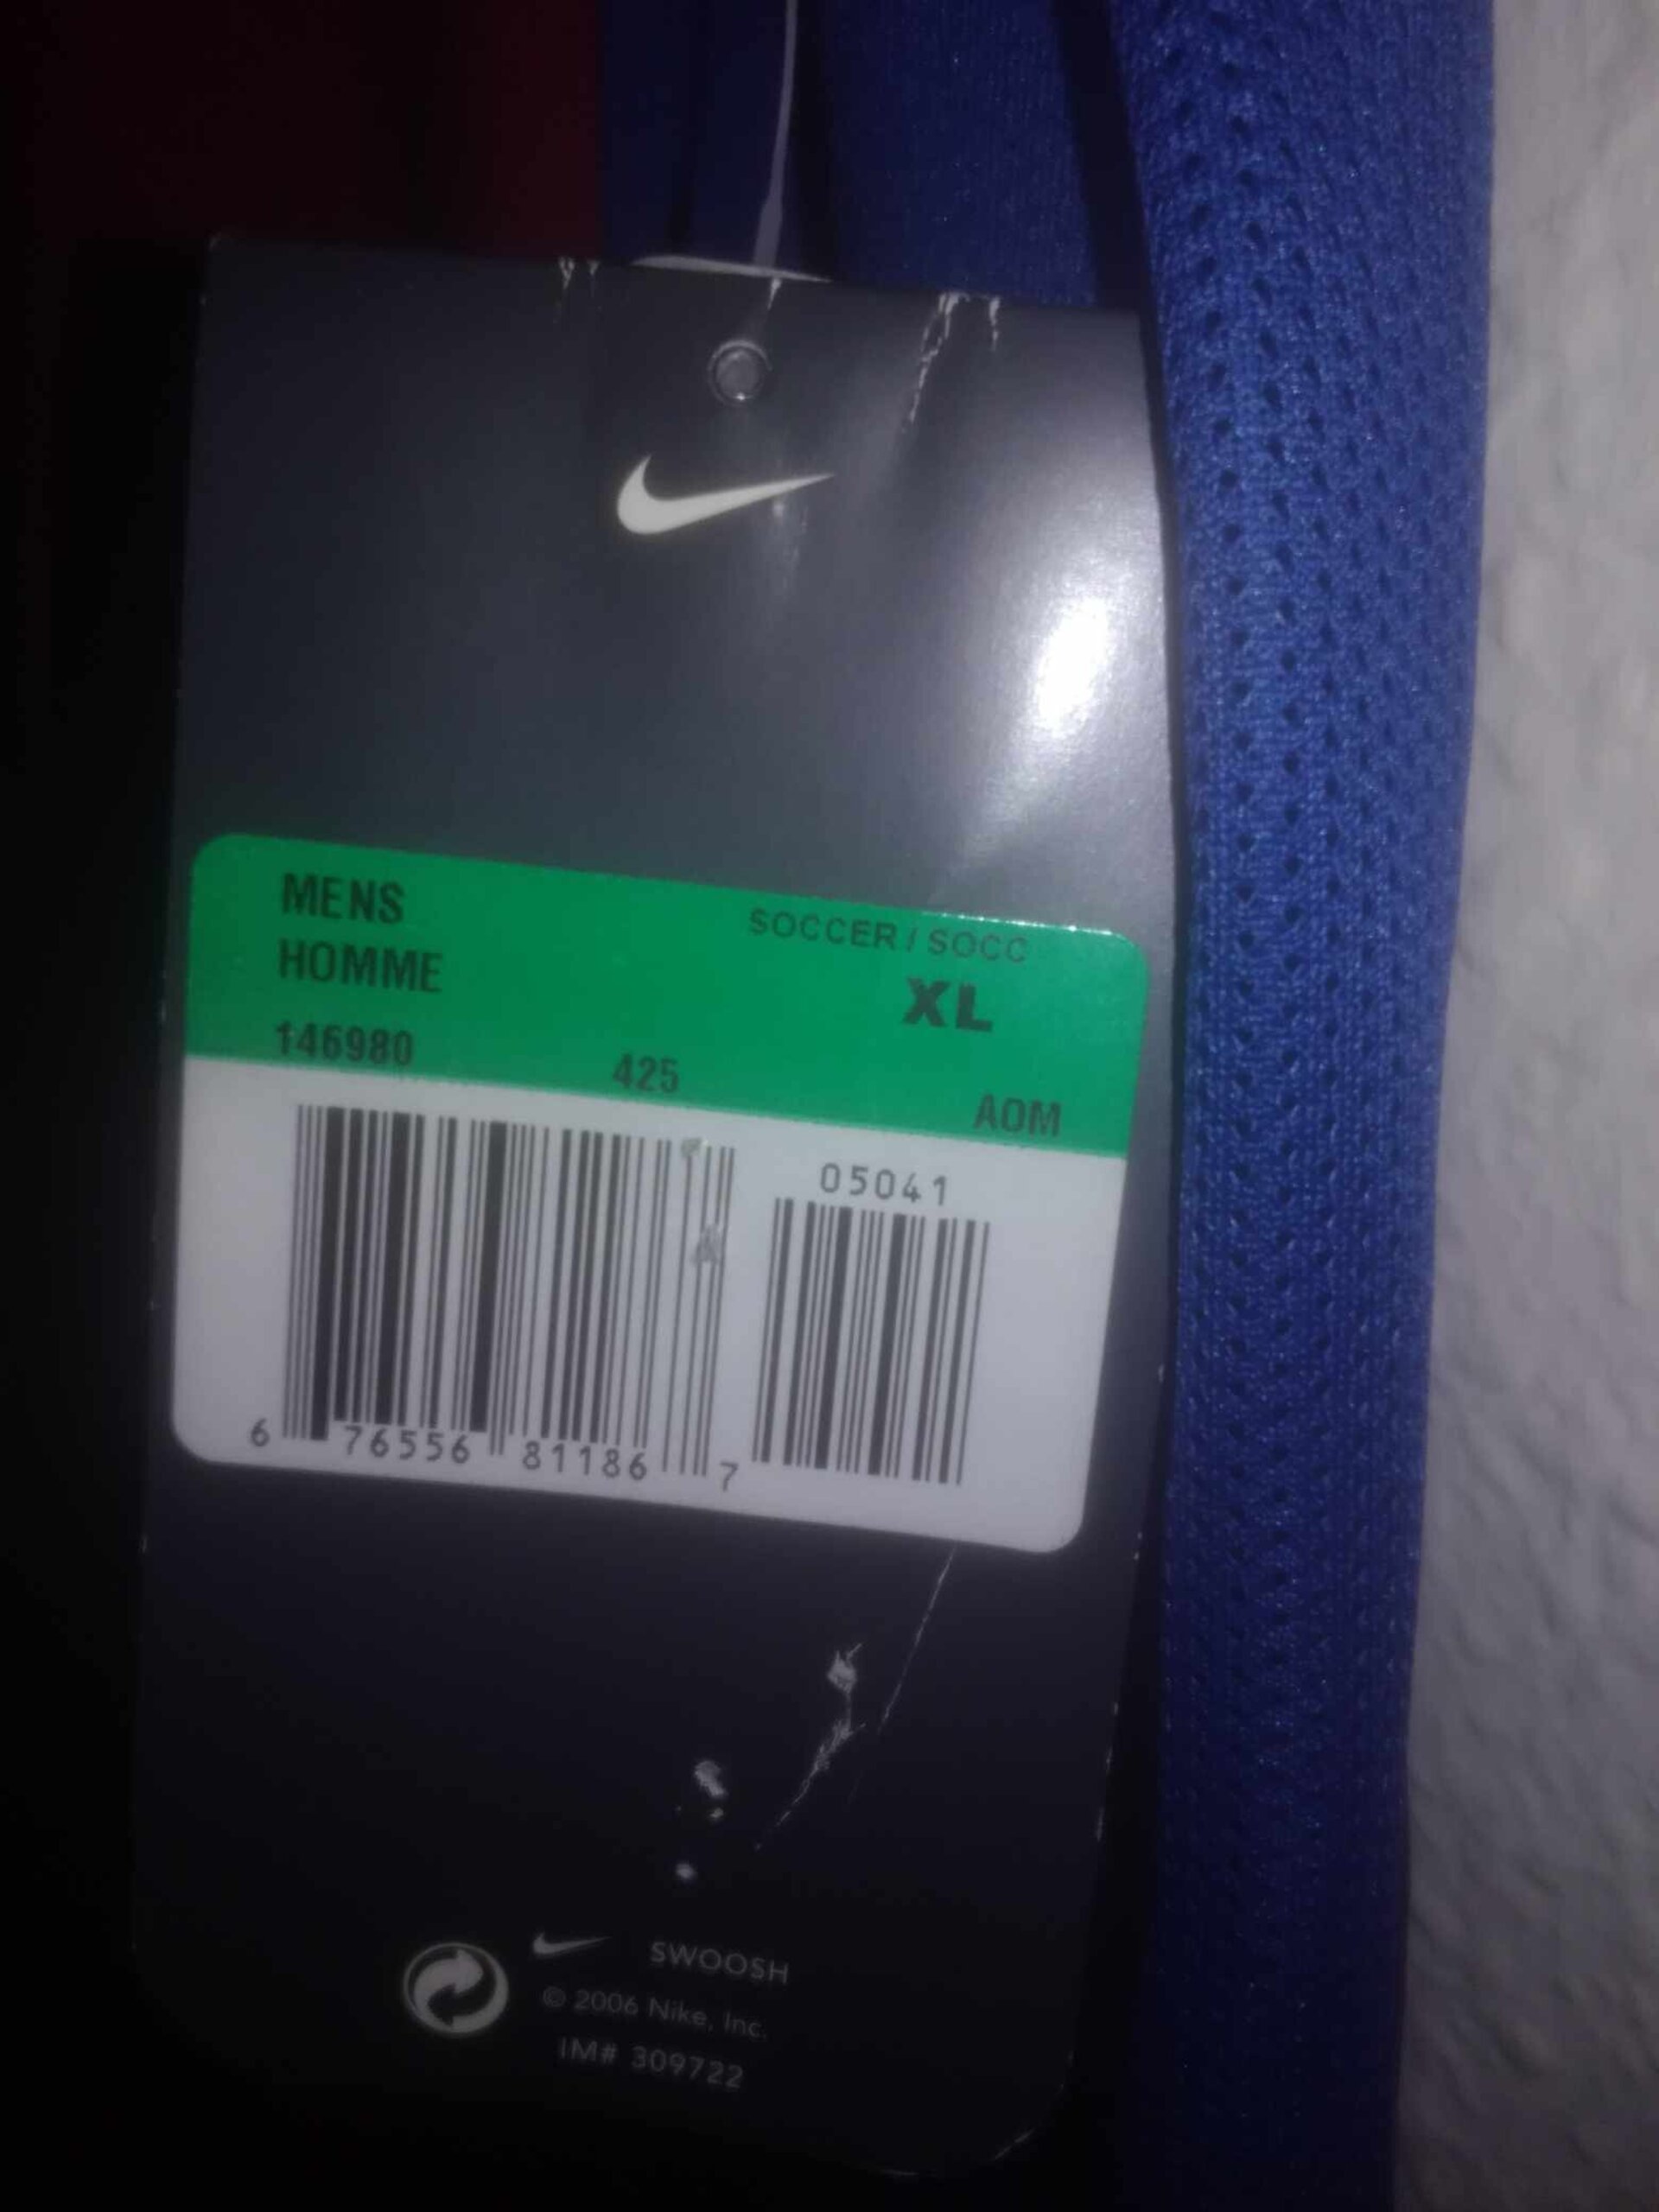 MENS
HOMME
SOCCER / SOCC
XL
146980
425
AOM
05041
6 76556 81186 7
SWOOSH
© 2006 Nike, Inc.
IM# 309722